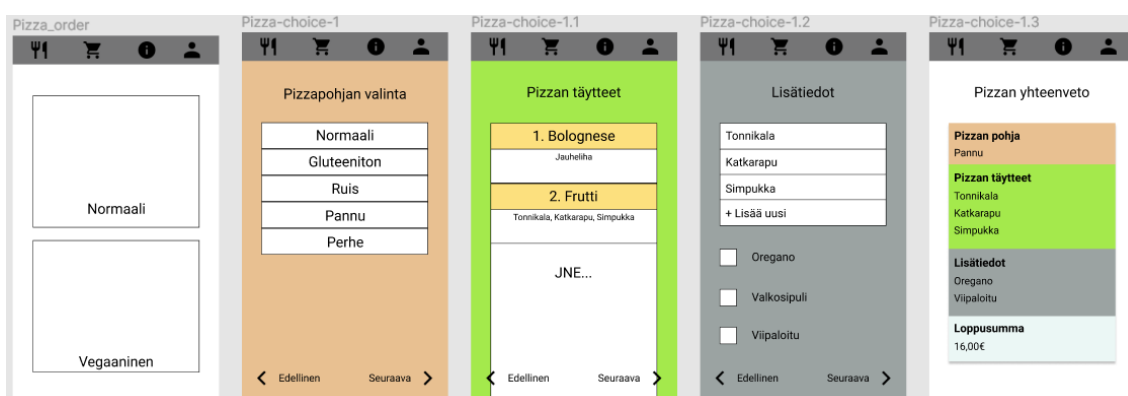 Pizza_order
Normaali
Vegaaninen
Pizza-choice-1
Pizzapohjan valinta
Normaali
Gluteeniton
Ruis
Pannu
Perhe
Edellinen
Seuraava
Pizza-choice-1.1
Pizzan täytteet
1. Bolognese
Jauheliha
2. Frutti
Tonnikala, Katkarapu, Simpukka
JNE...
Edellinen
Seuraava
Pizza-choice-1.2
Lisätiedot
Tonnikala
Katkarapu
Simpukka
+ Lisää uusi
Oregano
Valkosipuli
Viipaloitu
Edellinen
Seuraava
Pizza-choice-1.3
Pizzan yhteenveto
Pizzan pohja
Pannu
Pizzan täytteet
Tonnikala
Katkarapu
Simpukka
Lisätiedot
Oregano
Viipaloitu
Loppusumma
16,00€